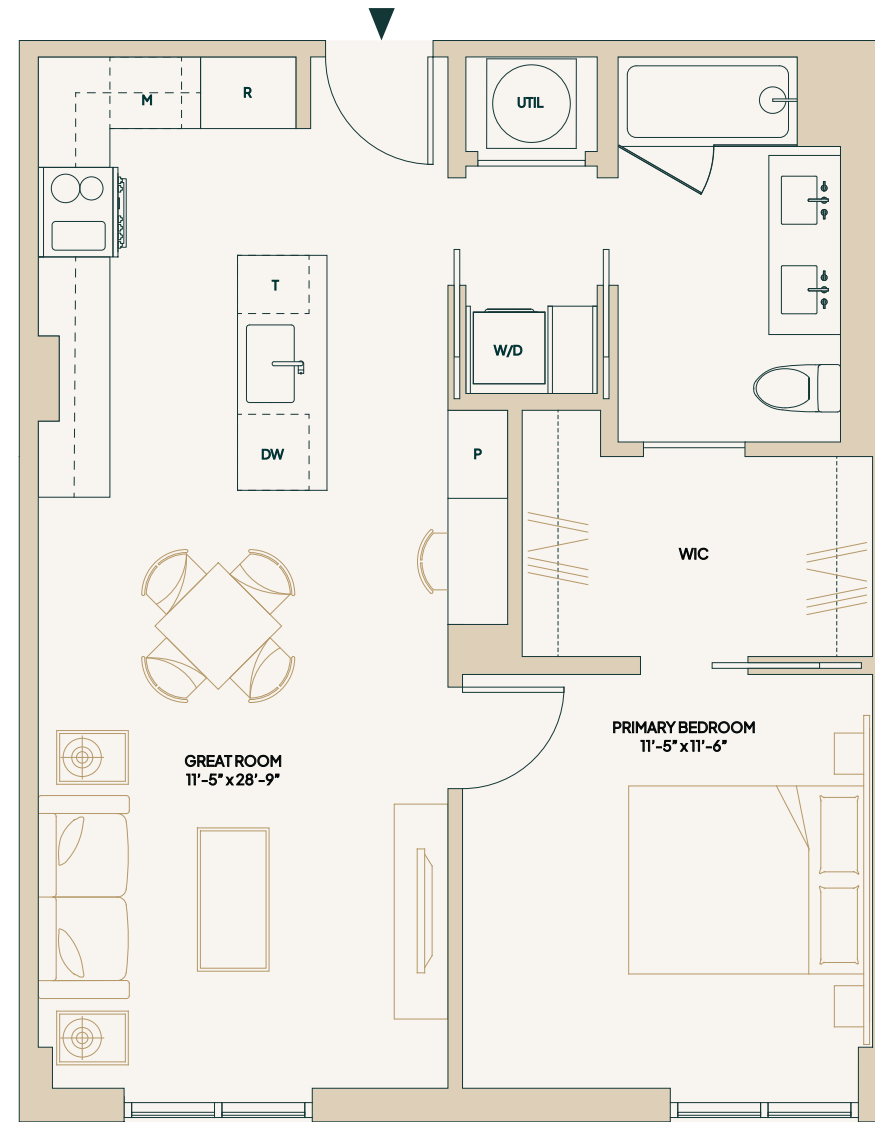 M
R
UTIL
T
W/D
DW
P
WIC
PRIMARY BEDROOM
11'-5" x 11'-6"
GREAT ROOM
11'-5" x 28'-9"